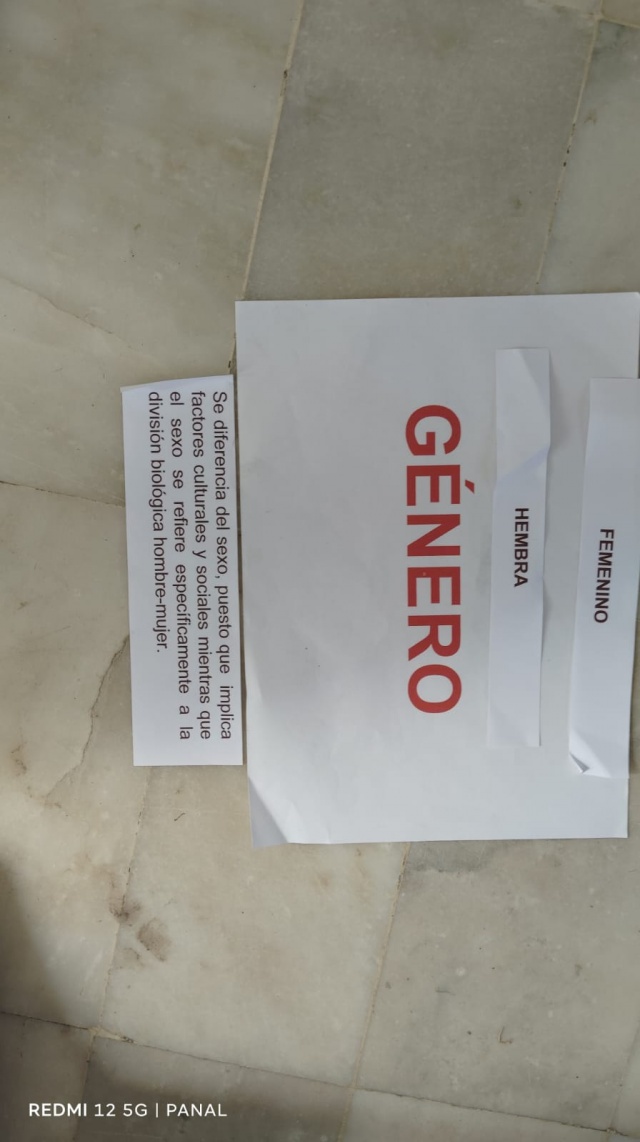 FEMENINO
HEMBRA
GÉNERO
Se diferencia del sexo, puesto que implica
factores culturales y sociales mientras que
el sexo se refiere específicamente a la
división biológica hombre-mujer.
REDMI 12 5G | PANAL